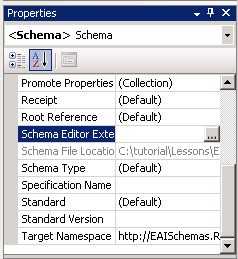 Properties
<Schema> Schema
Promote Properties (Collection)
Receipt (Default)
Root Reference (Default)
Schema Editor Exte ...
Schema File Locatio C:\tutorial\Lessons\E
Schema Type (Default)
Specification Name
Standard (Default)
Standard Version
Target Namespace http://EAISchemas.R